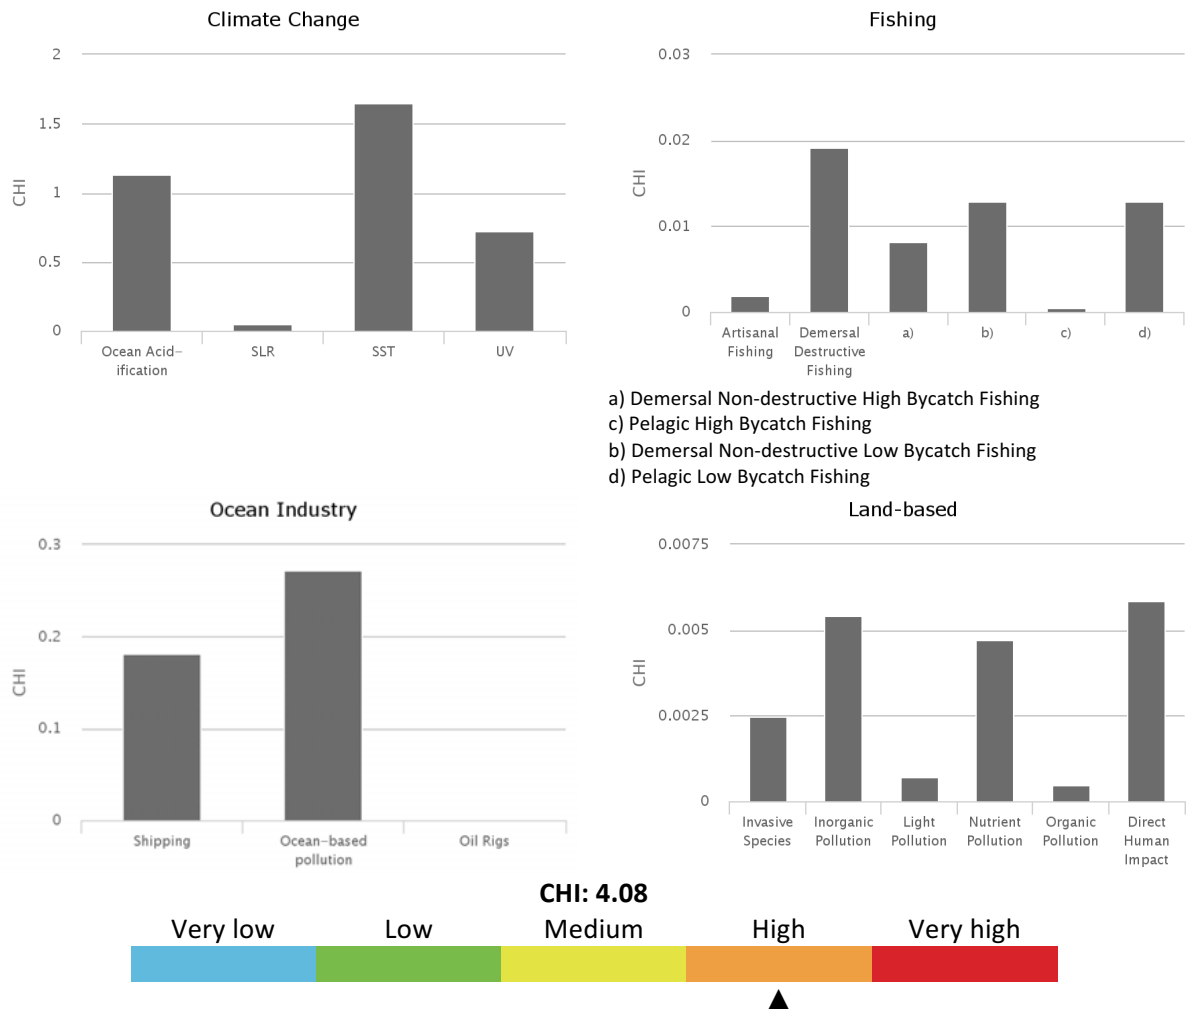 Climate Change
2
1.5
1
0.5
0
CHI
Ocean Acid–
ification
SLR
SST
UV
Fishing
0.03
0.02
0.01
0
CHI
Artisanal
Fishing
Demersal
Destructive
Fishing
a)
b)
c)
d)
a) Demersal Non-destructive High Bycatch Fishing
c) Pelagic High Bycatch Fishing
b) Demersal Non-destructive Low Bycatch Fishing
d) Pelagic Low Bycatch Fishing
Ocean Industry
0.3
0.2
0.1
0
CHI
Shipping
Ocean–based
pollution
Oil Rigs
Land-based
0.0075
0.005
0.0025
0
CHI
Invasive
Species
Inorganic
Pollution
Light
Pollution
Nutrient
Pollution
Organic
Pollution
Direct
Human
Impact
CHI: 4.08
Very low
Low
Medium
High
Very high